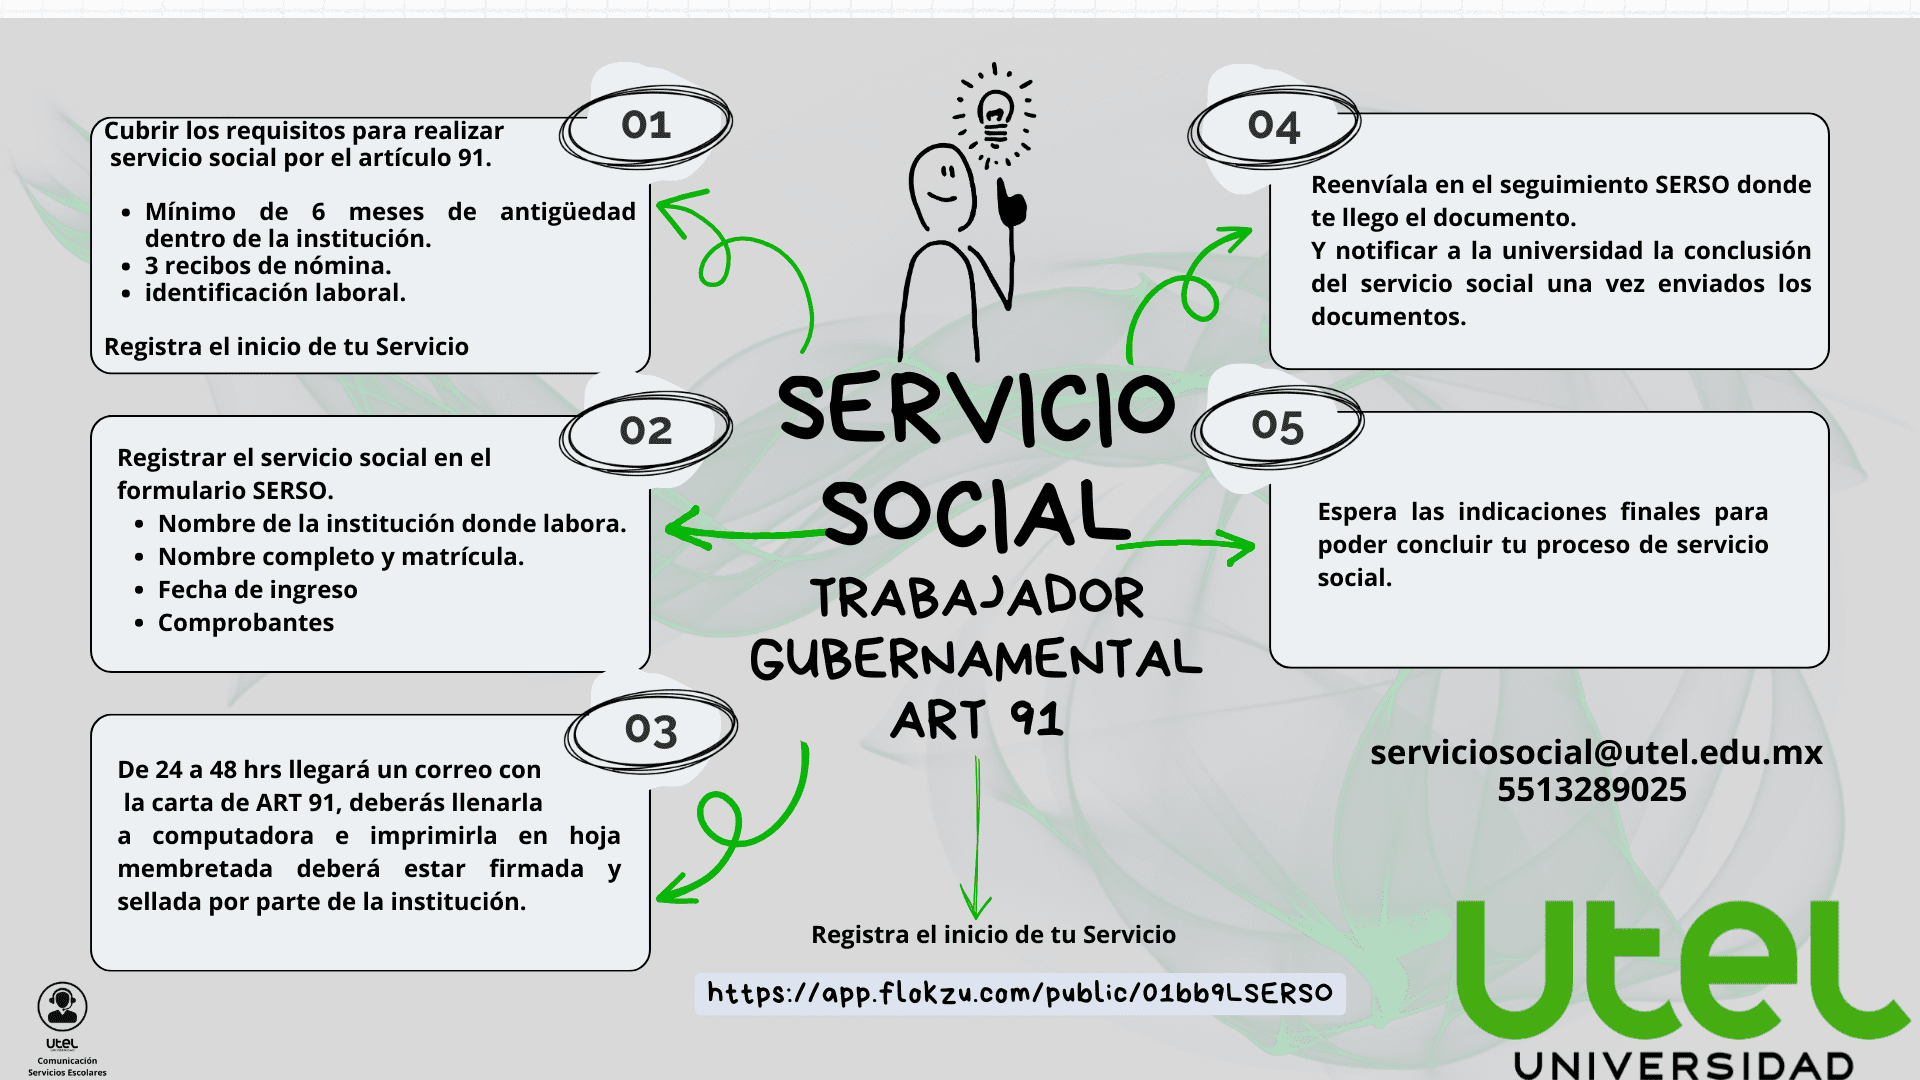 01
Cubrir los requisitos para realizar
servicio social por el artículo 91.
• Mínimo de 6 meses de antigüedad
dentro de la institución.
• 3 recibos de nómina.
• identificación laboral.
Registra el inicio de tu Servicio
02
Registrar el servicio social en el
formulario SERSO.
• Nombre de la institución donde labora.
• Nombre completo y matrícula.
• Fecha de ingreso
• Comprobantes
03
De 24 a 48 hrs llegará un correo con
la carta de ART 91, deberás llenarla
a computadora e imprimirla en hoja
membretada deberá estar firmada y
sellada por parte de la institución.
SERVICIO
SOCIAL
TRABAJADOR
GUBERNAMENTAL
ART 91
Registra el inicio de tu Servicio
https://app.flokzu.com/public/01bb9LSERSO
04
Reenvíala en el seguimiento SERSO donde
te llego el documento.
Y notificar a la universidad la conclusión
del servicio social una vez enviados los
documentos.
05
Espera las indicaciones finales para
poder concluir tu proceso de servicio
social.
serviciosocial@utel.edu.mx
5513289025
utel
UNIVERSIDAD
utel
Comunicación
Servicios Escolares